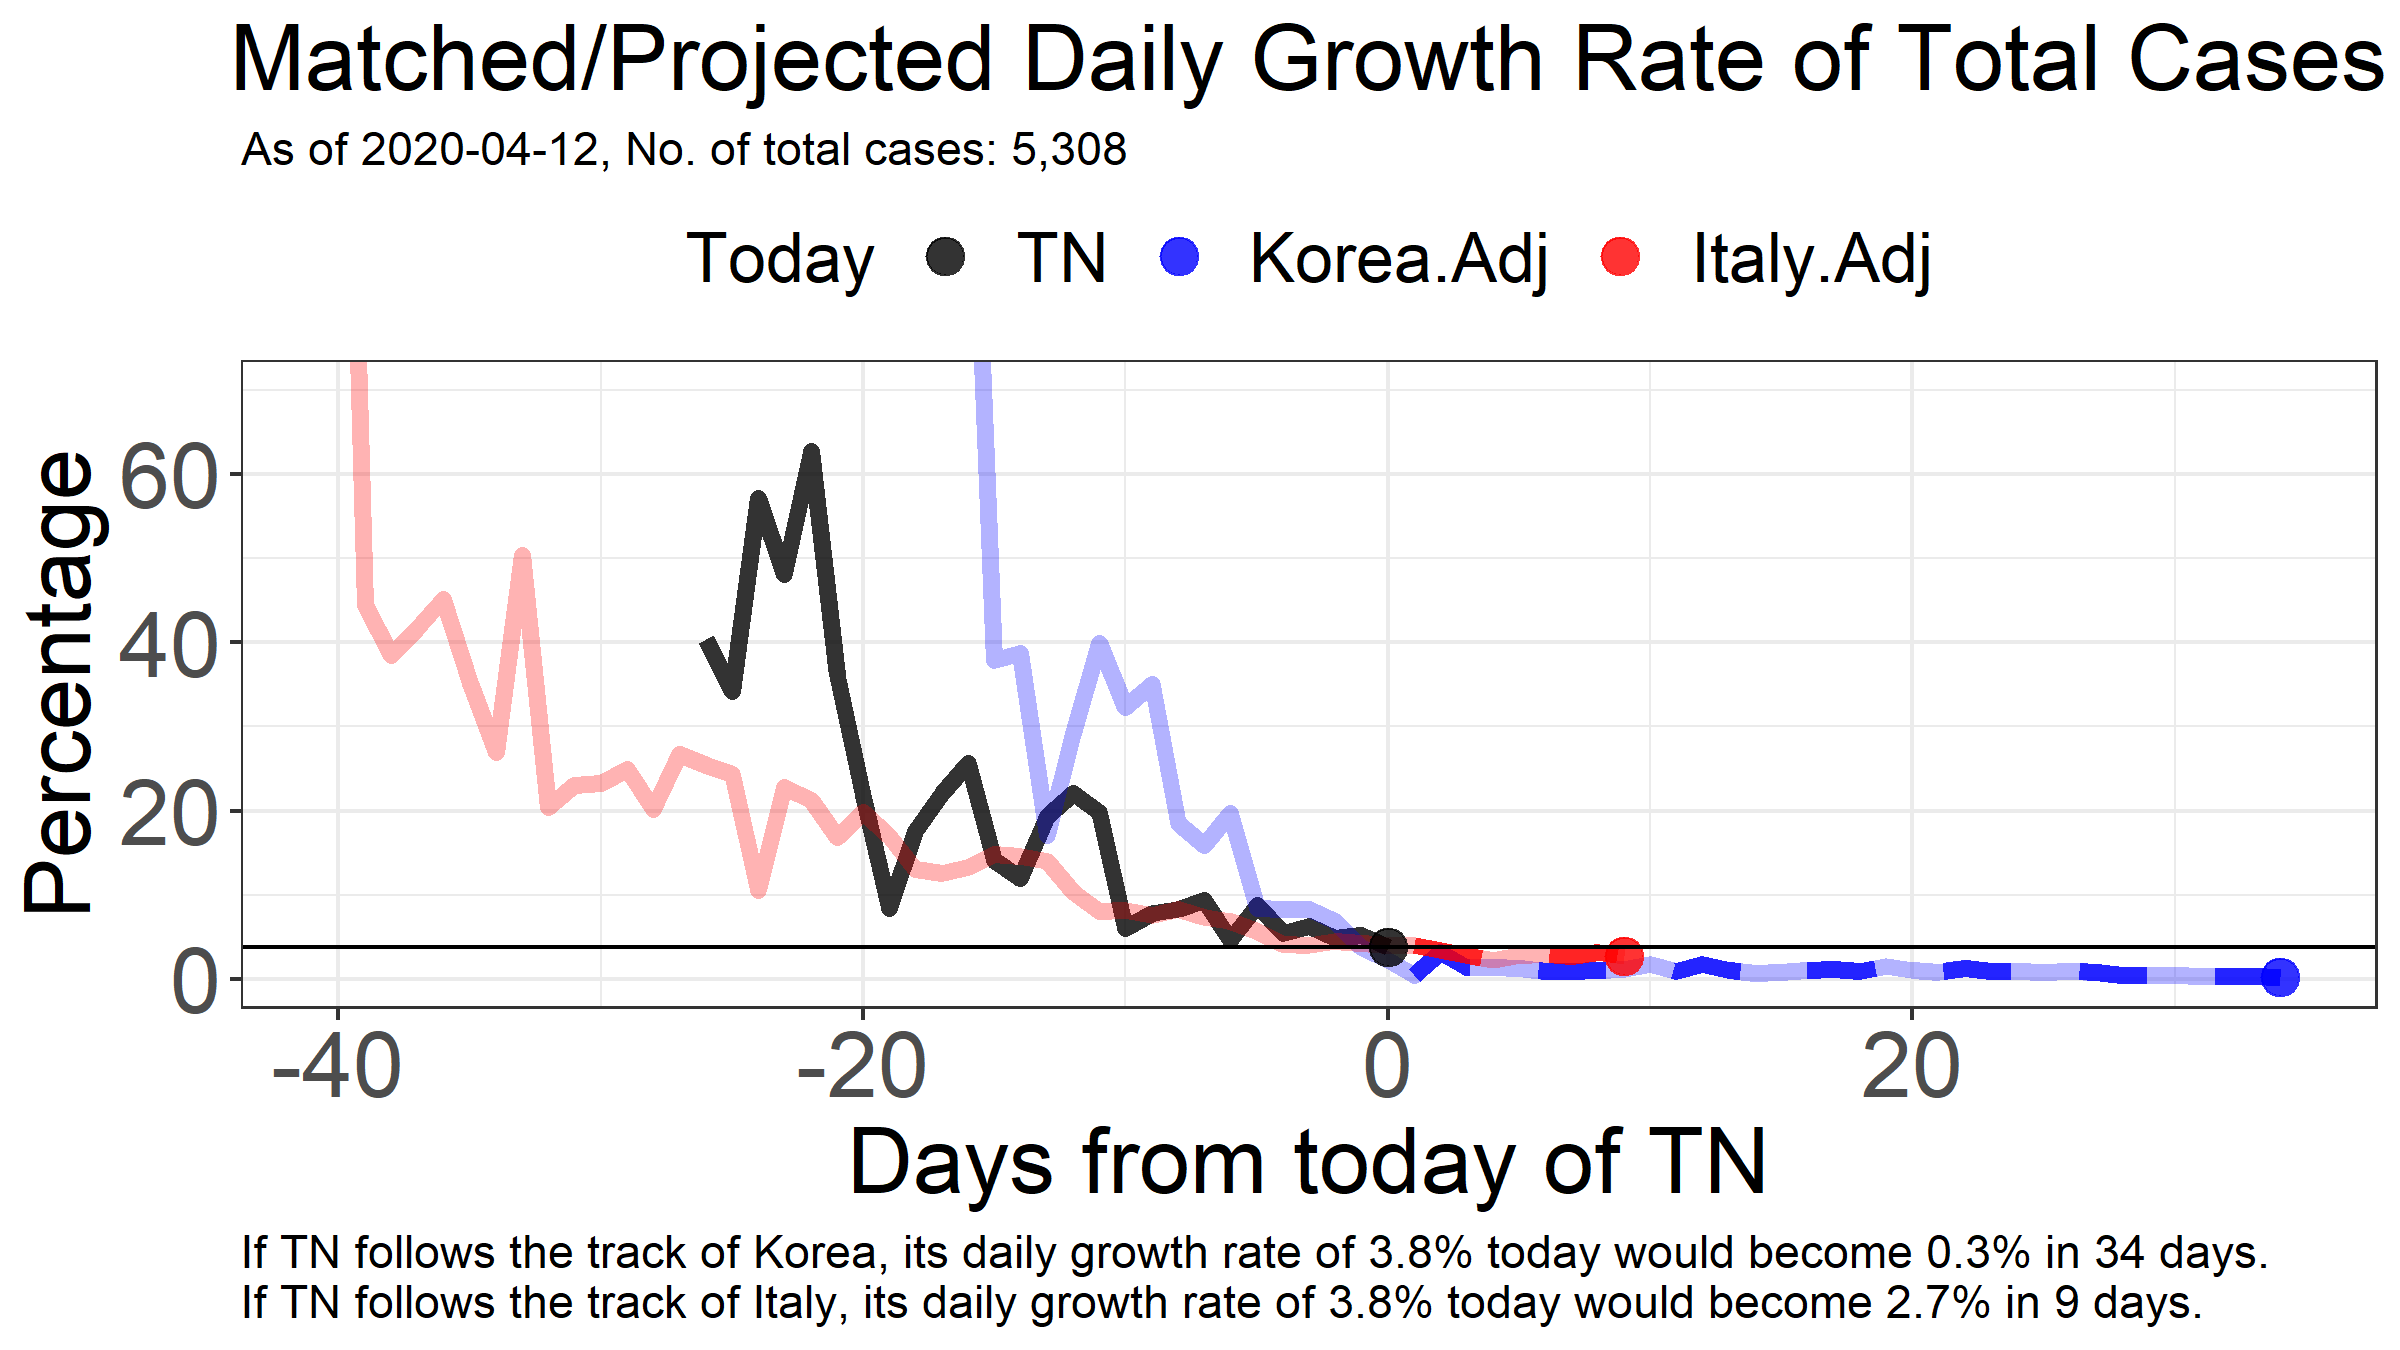 Matched/Projected Daily Growth Rate of Total Cases
As of 2020-04-12, No. of total cases: 5,308
Today TN Korea.Adj Italy.Adj
Percentage
60
40
20
0
-40 -20 0 20
Days from today of TN
If TN follows the track of Korea, its daily growth rate of 3.8% today would become 0.3% in 34 days.
If TN follows the track of Italy, its daily growth rate of 3.8% today would become 2.7% in 9 days.